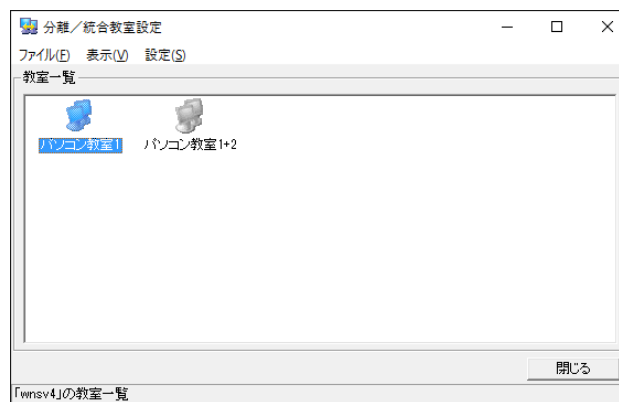 分離／統合教室設定
ファイル(F) 表示(V) 設定(S)
教室一覧
パソコン教室1 パソコン教室1+2
閉じる
「wnsv4」の教室一覧